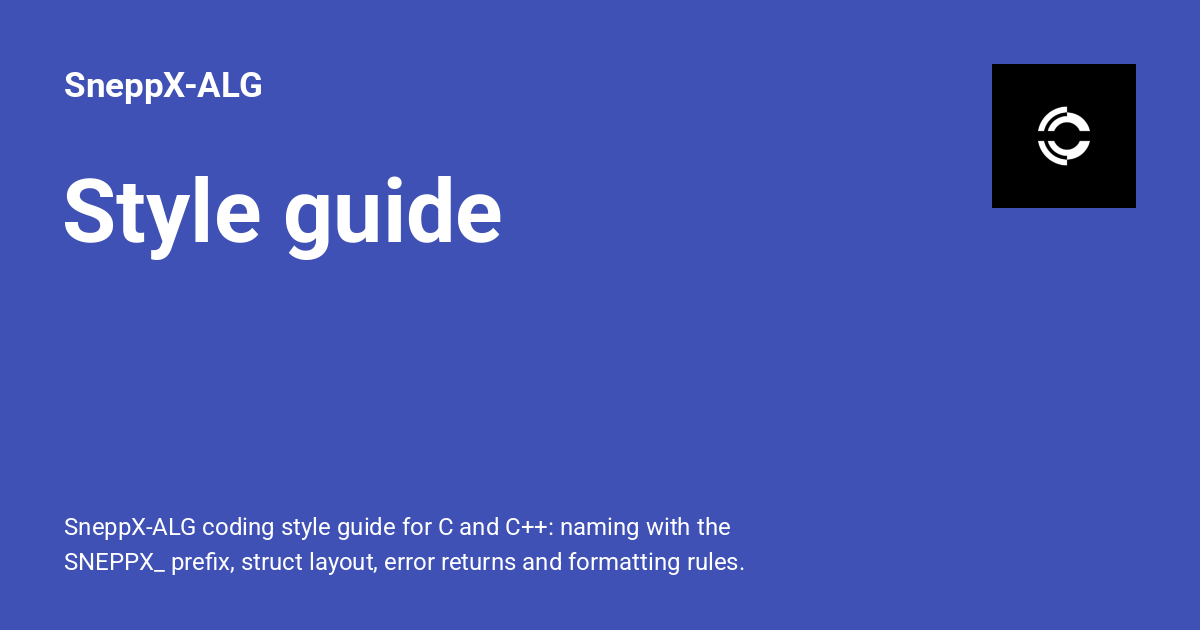 SneppX-ALG
Style guide
SneppX-ALG coding style guide for C and C++: naming with the
SNEPPX_ prefix, struct layout, error returns and formatting rules.